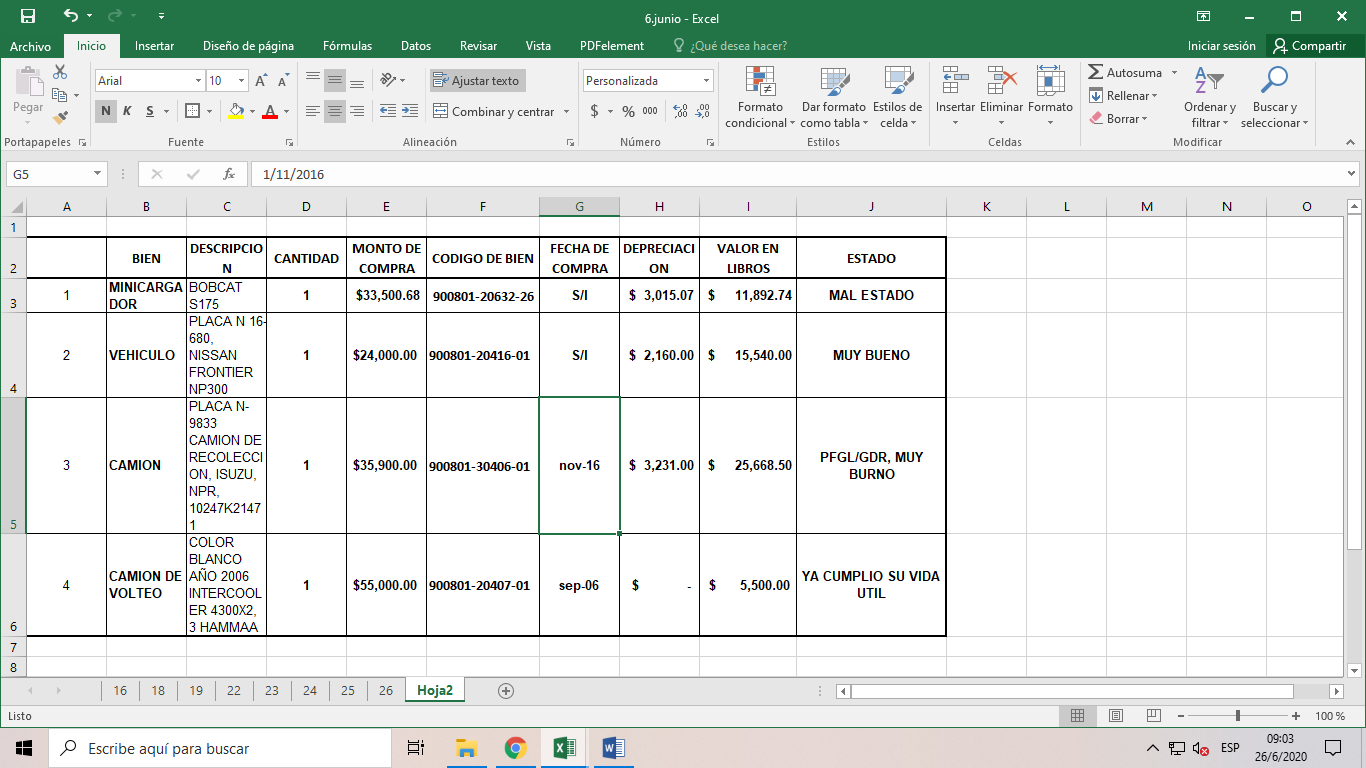 6.junio - Excel
Archivo Inicio Insertar Diseño de página Fórmulas Datos Revisar Vista PDFelement ¿Qué desea hacer? Iniciar sesión Compartir
Pegar
Portapapeles
Arial 10
N K S
Fuente
Ajustar texto
Combinar y centrar
Alineación
Personalizada
$ % 000
Número
Formato condicional
Dar formato como tabla
Estilos de celda
Estilos
Insertar Eliminar Formato
Celdas
Autosuma
Rellenar
Borrar
Ordenar y filtrar
Buscar y seleccionar
Modificar
G5 fx 1/11/2016
A B C D E F G H I J K L M N O
1
2 BIEN DESCRIPCIO N CANTIDAD MONTO DE COMPRA CODIGO DE BIEN FECHA DE COMPRA DEPRECIACI ON VALOR EN LIBROS ESTADO
3 1 MINICARGA DOR BOBCAT S175 1 $33,500.68 900801-20632-26 S/I $ 3,015.07 $ 11,892.74 MAL ESTADO
4 2 VEHICULO PLACA N 16-680, NISSAN FRONTIER NP300 1 $24,000.00 900801-20416-01 S/I $ 2,160.00 $ 15,540.00 MUY BUENO
5 3 CAMION PLACA N-9833 CAMION DE RECOLECCI ON, ISUZU, NPR, 10247K2147 1 1 $35,900.00 900801-30406-01 nov-16 $ 3,231.00 $ 25,668.50 PFGL/GDR, MUY BURNO
6 4 CAMION DE VOLTEO COLOR BLANCO AÑO 2006 INTERCOOL ER 4300X2, 3 HAMMAA 1 $55,000.00 900801-20407-01 sep-06 $ - $ 5,500.00 YA CUMPLIO SU VIDA UTIL
7
8
16 18 19 22 23 24 25 26 Hoja2
Listo 100 %
Escribe aquí para buscar
ESP
09:03
26/6/2020